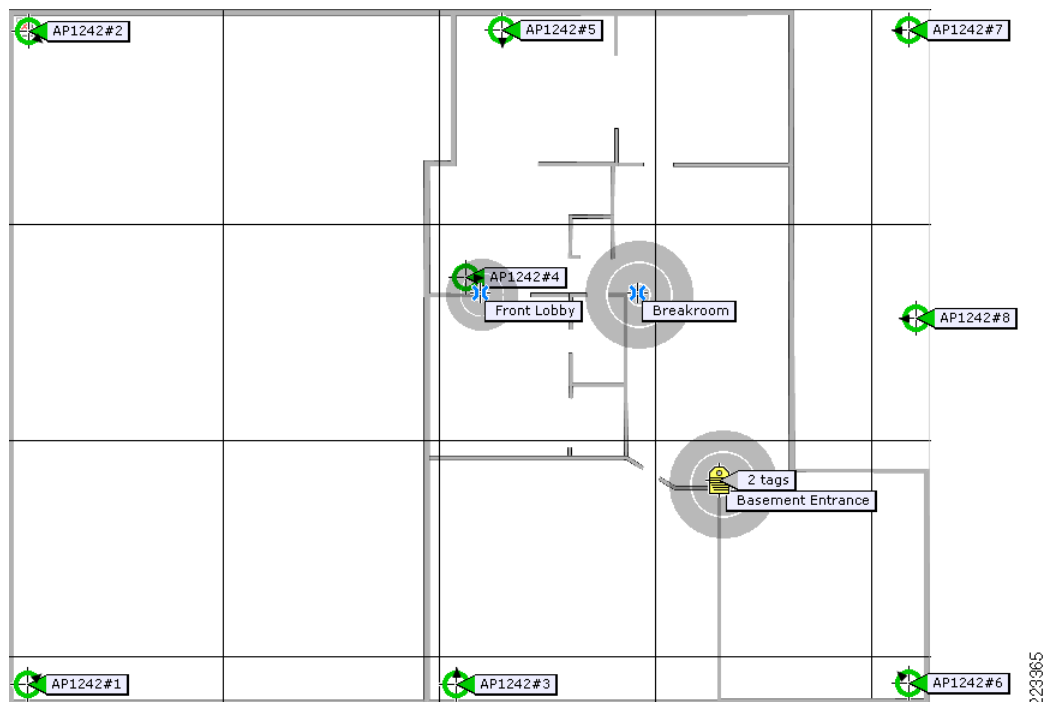 AP1242#2
AP1242#5
AP1242#7
AP1242#4
Front Lobby
Breakroom
AP1242#8
2 tags
Basement Entrance
AP1242#1
AP1242#3
AP1242#6
223365